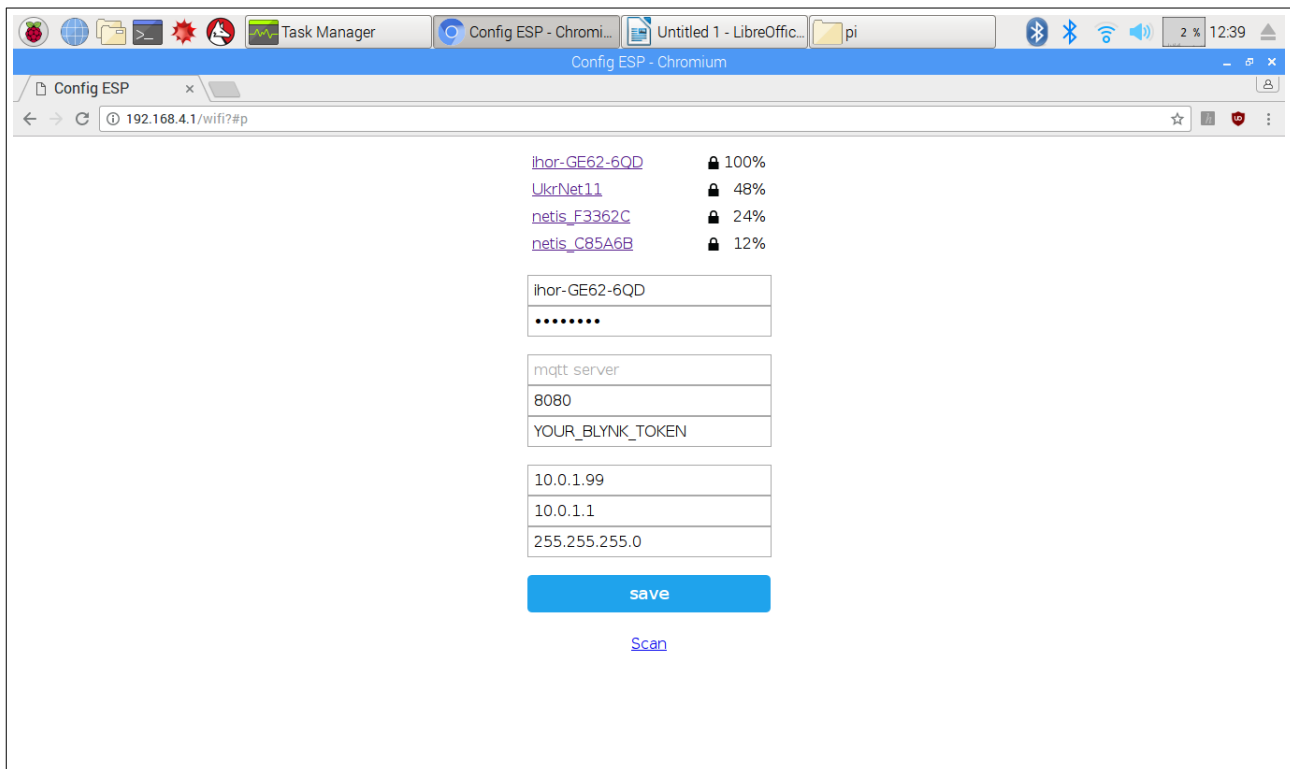 Task Manager
Config ESP - Chromi...
Untitled 1 - LibreOffic...
pi
2 %
12:39
Config ESP - Chromium
Config ESP
192.168.4.1/wifi?#p
ihor-GE62-6QD 100%
UkrNet11 48%
netis_F3362C 24%
netis_C85A6B 12%
ihor-GE62-6QD
••••••••
mqtt server
8080
YOUR_BLYNK_TOKEN
10.0.1.99
10.0.1.1
255.255.255.0
save
Scan